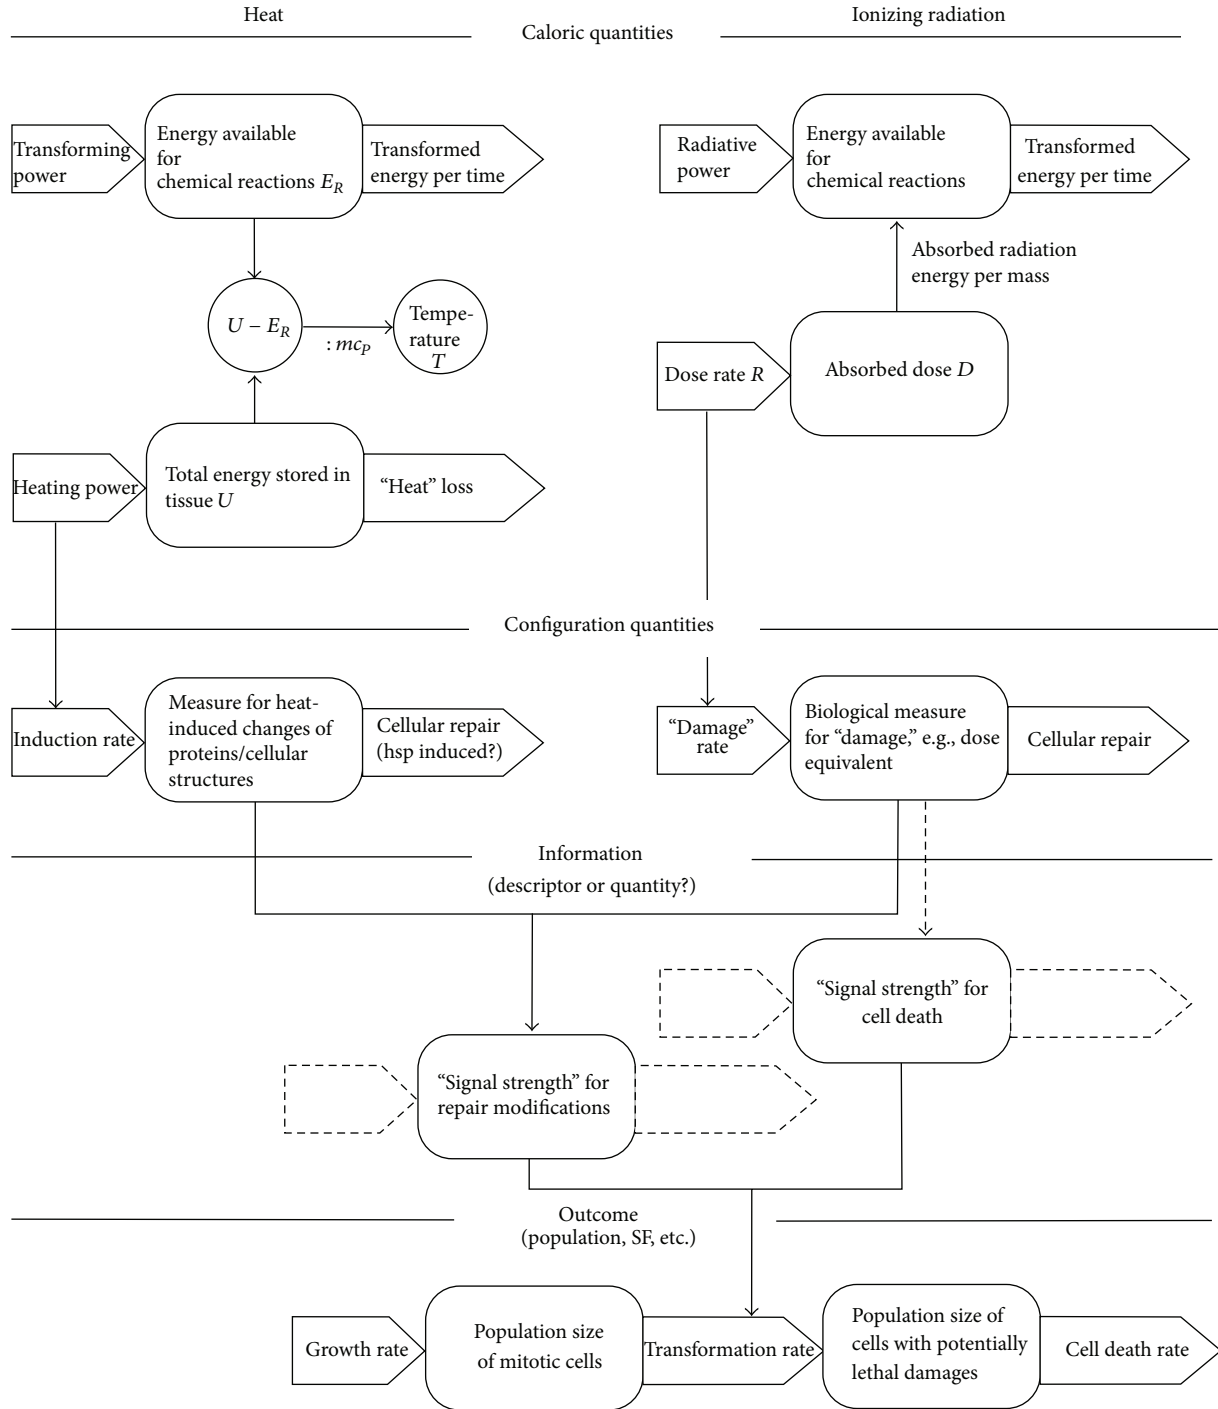 Heat
Ionizing radiation
Caloric quantities
Transforming
power
Energy available
for
chemical reactions E_R
Transformed
energy per time
Radiative
power
Energy available
for
chemical reactions
Transformed
energy per time
Absorbed radiation
energy per mass
U − E_R
: mc_P
Tempe-
rature
T
Dose rate R
Absorbed dose D
Heating power
Total energy stored in
tissue U
“Heat” loss
Configuration quantities
Induction rate
Measure for heat-
induced changes of
proteins/cellular
structures
Cellular repair
(hsp induced?)
“Damage”
rate
Biological measure
for “damage,” e.g., dose
equivalent
Cellular repair
Information
(descriptor or quantity?)
“Signal strength” for
cell death
“Signal strength” for
repair modifications
Outcome
(population, SF, etc.)
Growth rate
Population size
of mitotic cells
Transformation rate
Population size of
cells with potentially
lethal damages
Cell death rate